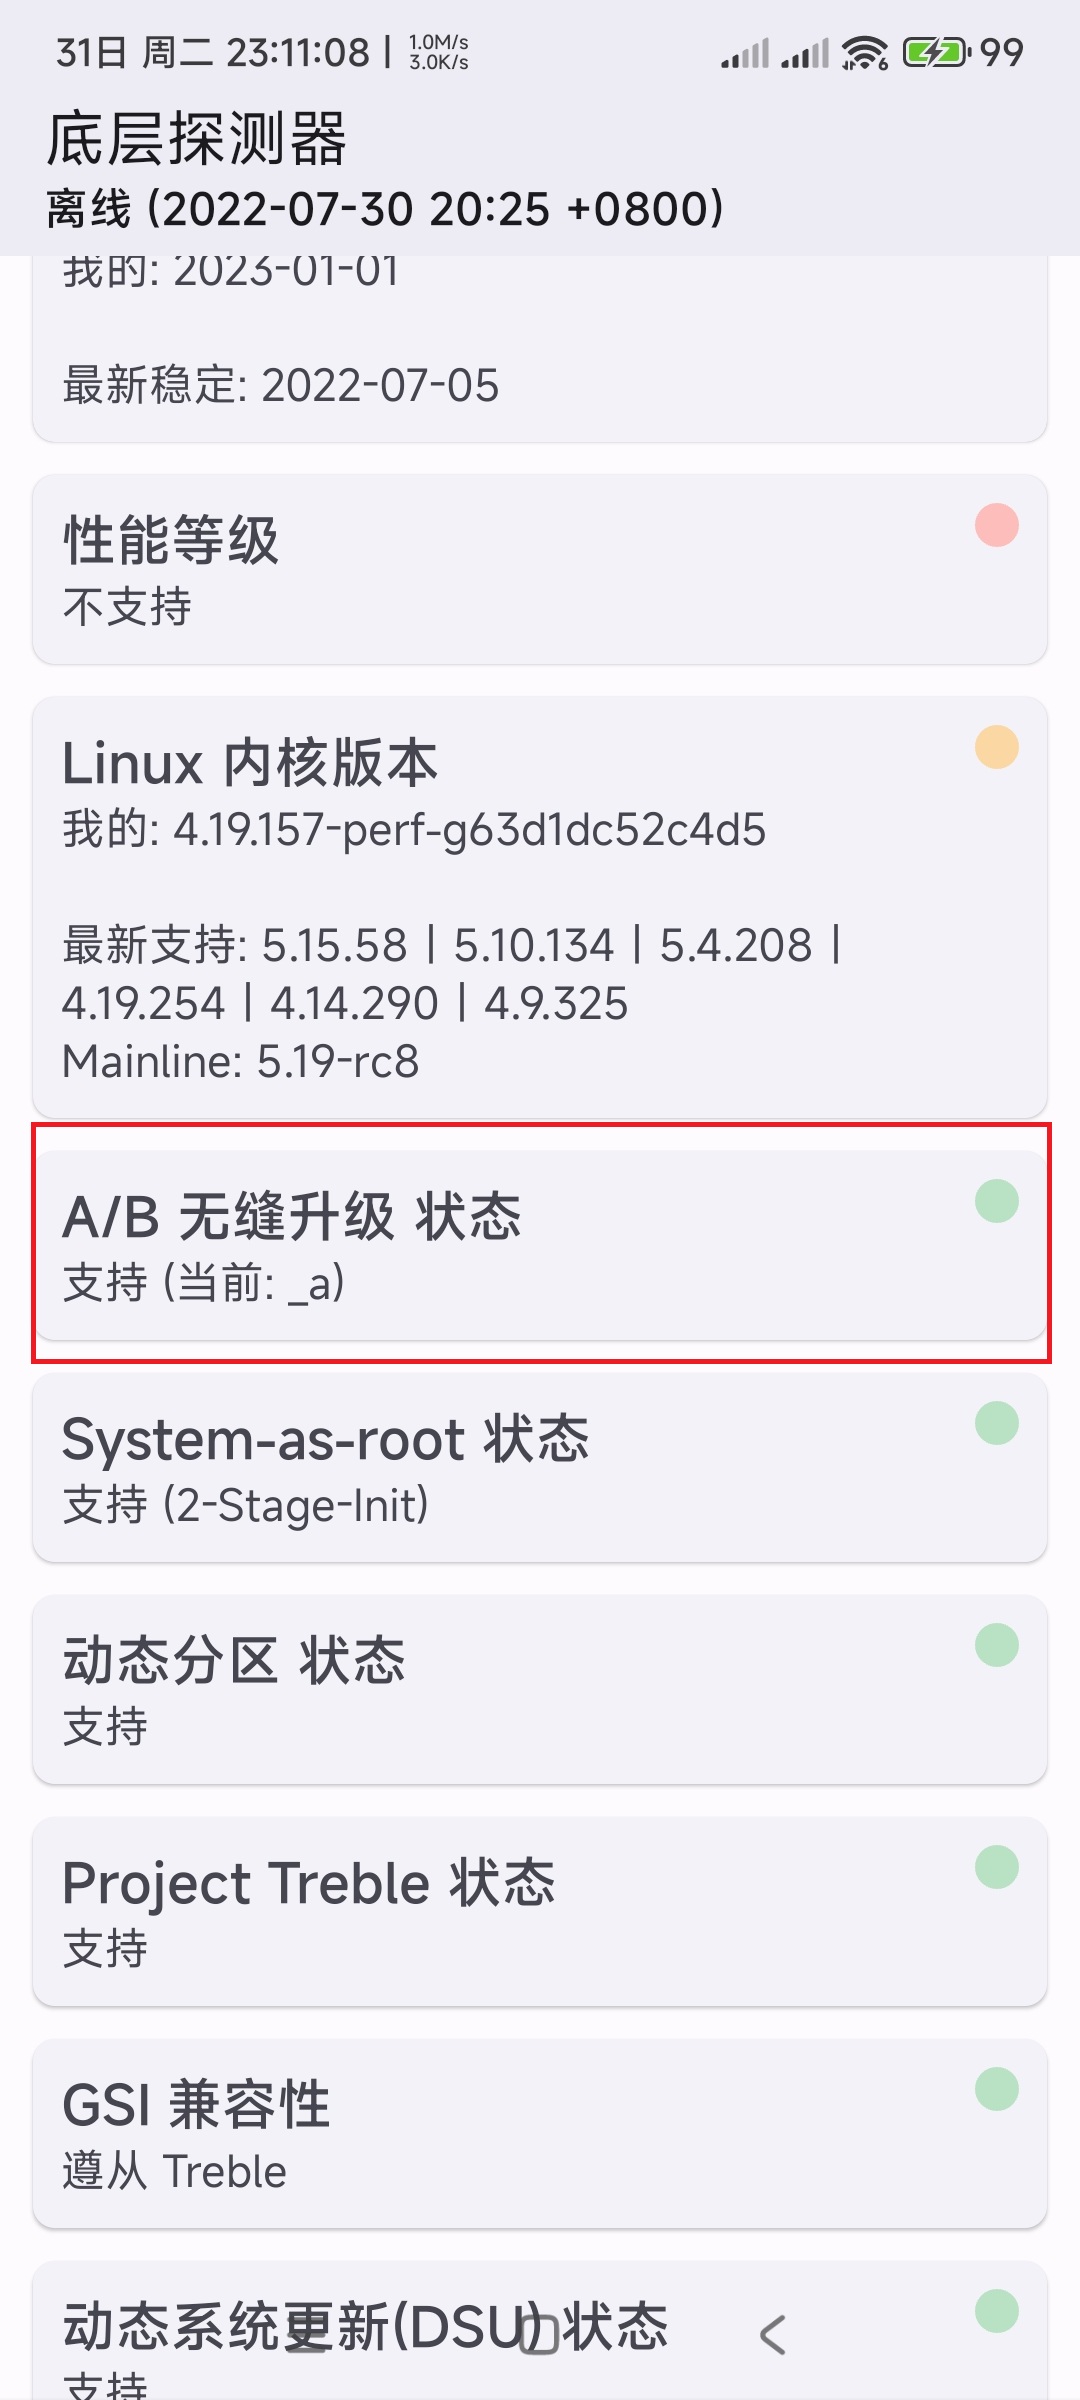 31日 周二 23:11:08 | 1.0M/s
3.0K/s
6 99
底层探测器
离线 (2022-07-30 20:25 +0800)
我的: 2023-01-01
最新稳定: 2022-07-05
性能等级
不支持
Linux 内核版本
我的: 4.19.157-perf-g63d1dc52c4d5
最新支持: 5.15.58 | 5.10.134 | 5.4.208 |
4.19.254 | 4.14.290 | 4.9.325
Mainline: 5.19-rc8
A/B 无缝升级 状态
支持 (当前: _a)
System-as-root 状态
支持 (2-Stage-Init)
动态分区 状态
支持
Project Treble 状态
支持
GSI 兼容性
遵从 Treble
动态系统更新(DSU) 状态
支持